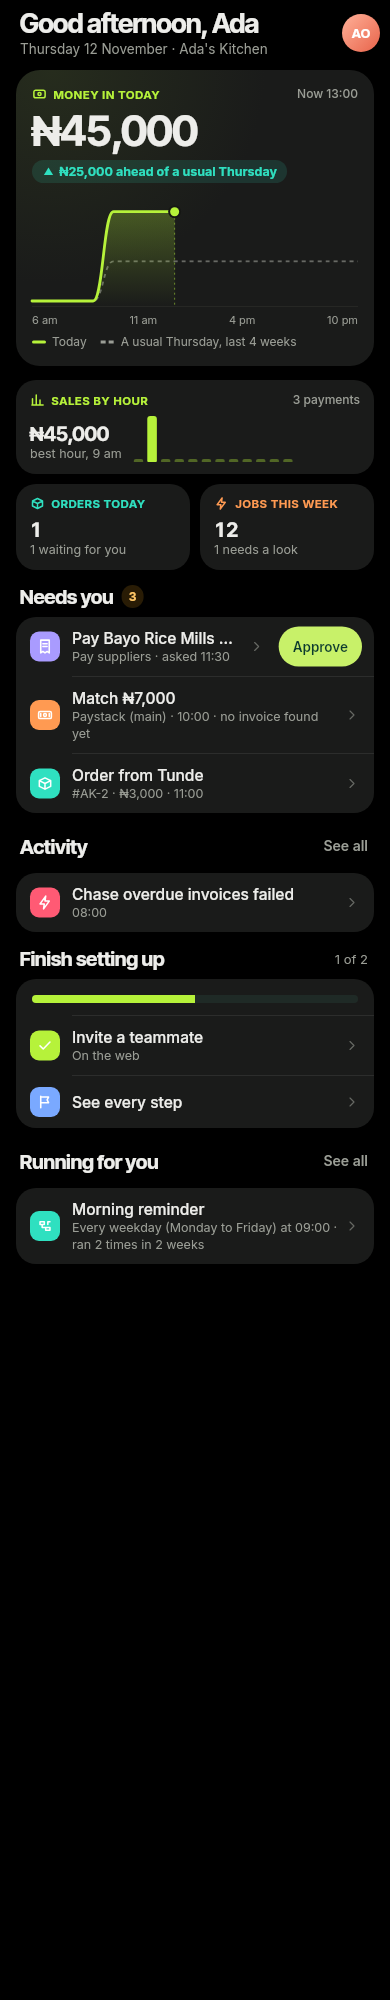 Good afternoon, Ada
Thursday 12 November · Ada's Kitchen
AO
MONEY IN TODAY
Now 13:00
₦45,000
▲ ₦25,000 ahead of a usual Thursday
6 am
11 am
4 pm
10 pm
Today
A usual Thursday, last 4 weeks
SALES BY HOUR
3 payments
₦45,000
best hour, 9 am
ORDERS TODAY
1
1 waiting for you
JOBS THIS WEEK
12
1 needs a look
Needs you
3
Pay Bayo Rice Mills ...
Pay suppliers · asked 11:30
Approve
Match ₦7,000
Paystack (main) · 10:00 · no invoice found
yet
Order from Tunde
#AK-2 · ₦3,000 · 11:00
Activity
See all
Chase overdue invoices failed
08:00
Finish setting up
1 of 2
Invite a teammate
On the web
See every step
Running for you
See all
Morning reminder
Every weekday (Monday to Friday) at 09:00 ·
ran 2 times in 2 weeks